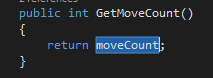 public int GetMoveCount()
{
return moveCount;
}